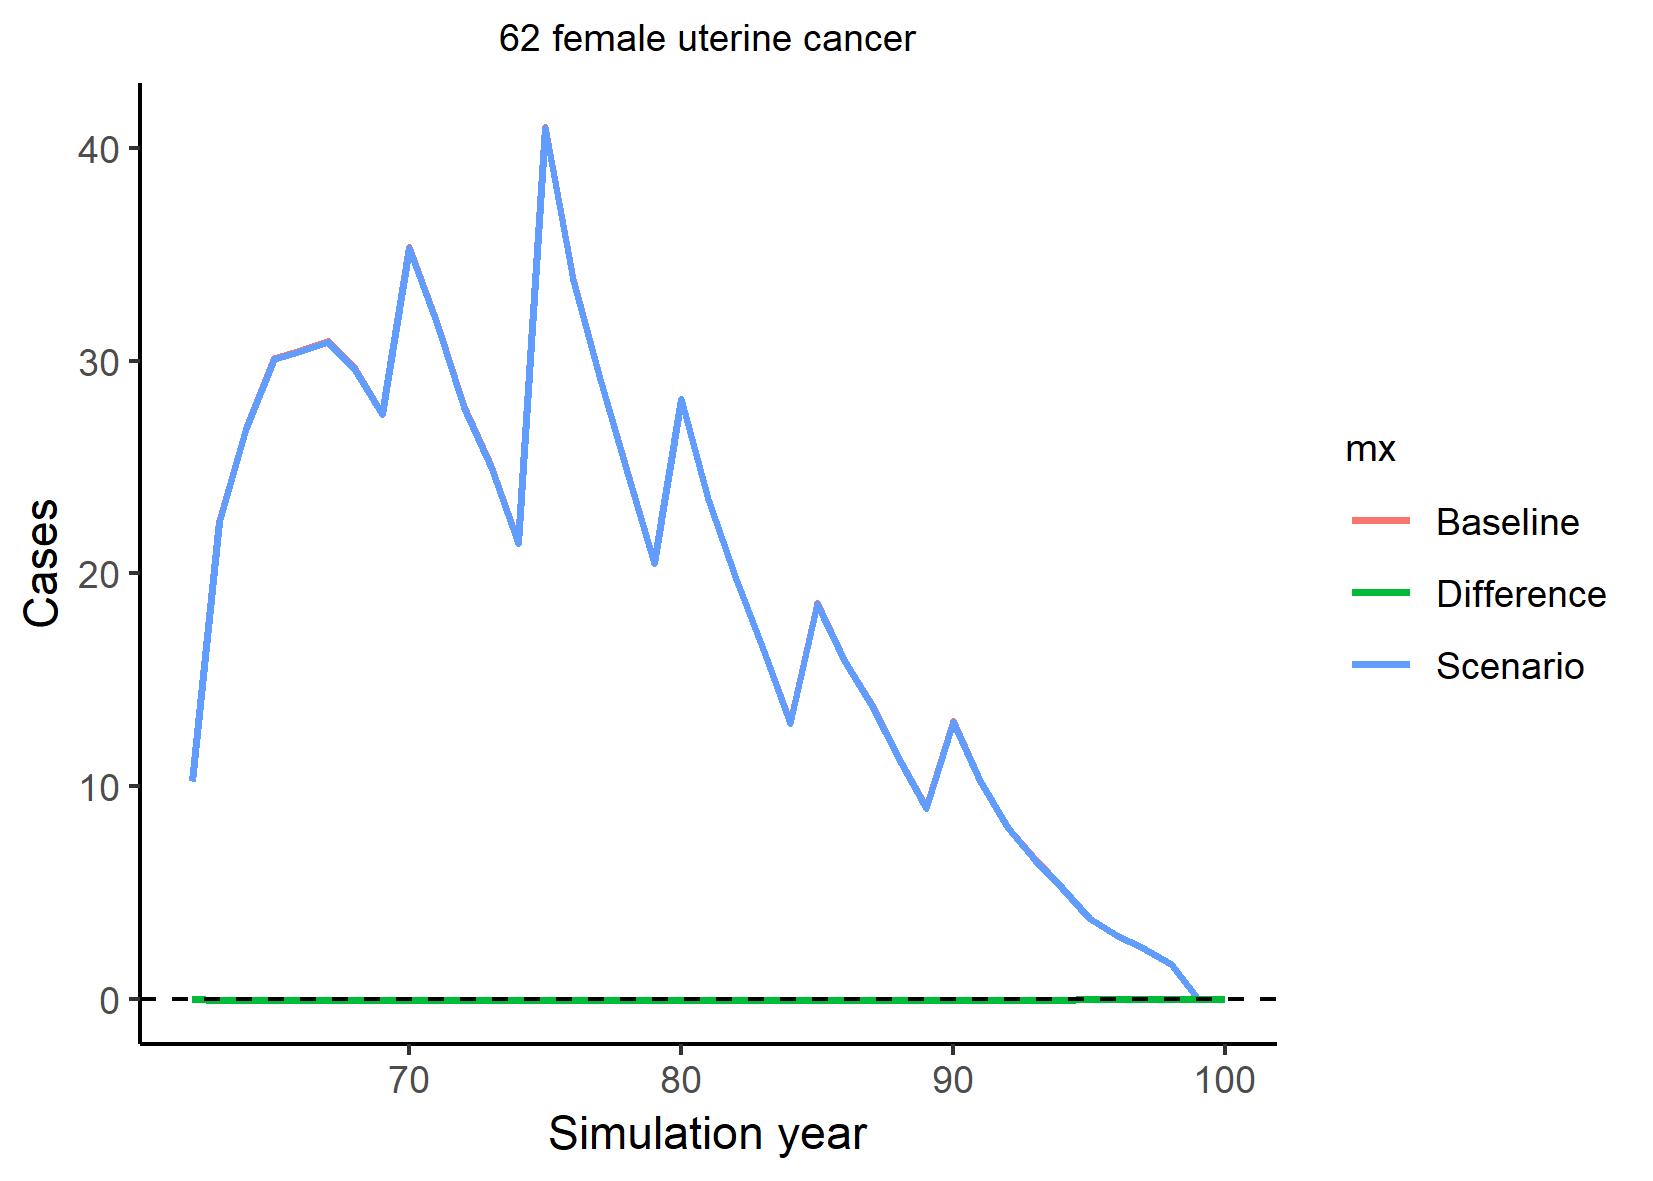 62 female uterine cancer
Cases
40
30
20
10
0
70 80 90 100
Simulation year
mx
Baseline
Difference
Scenario